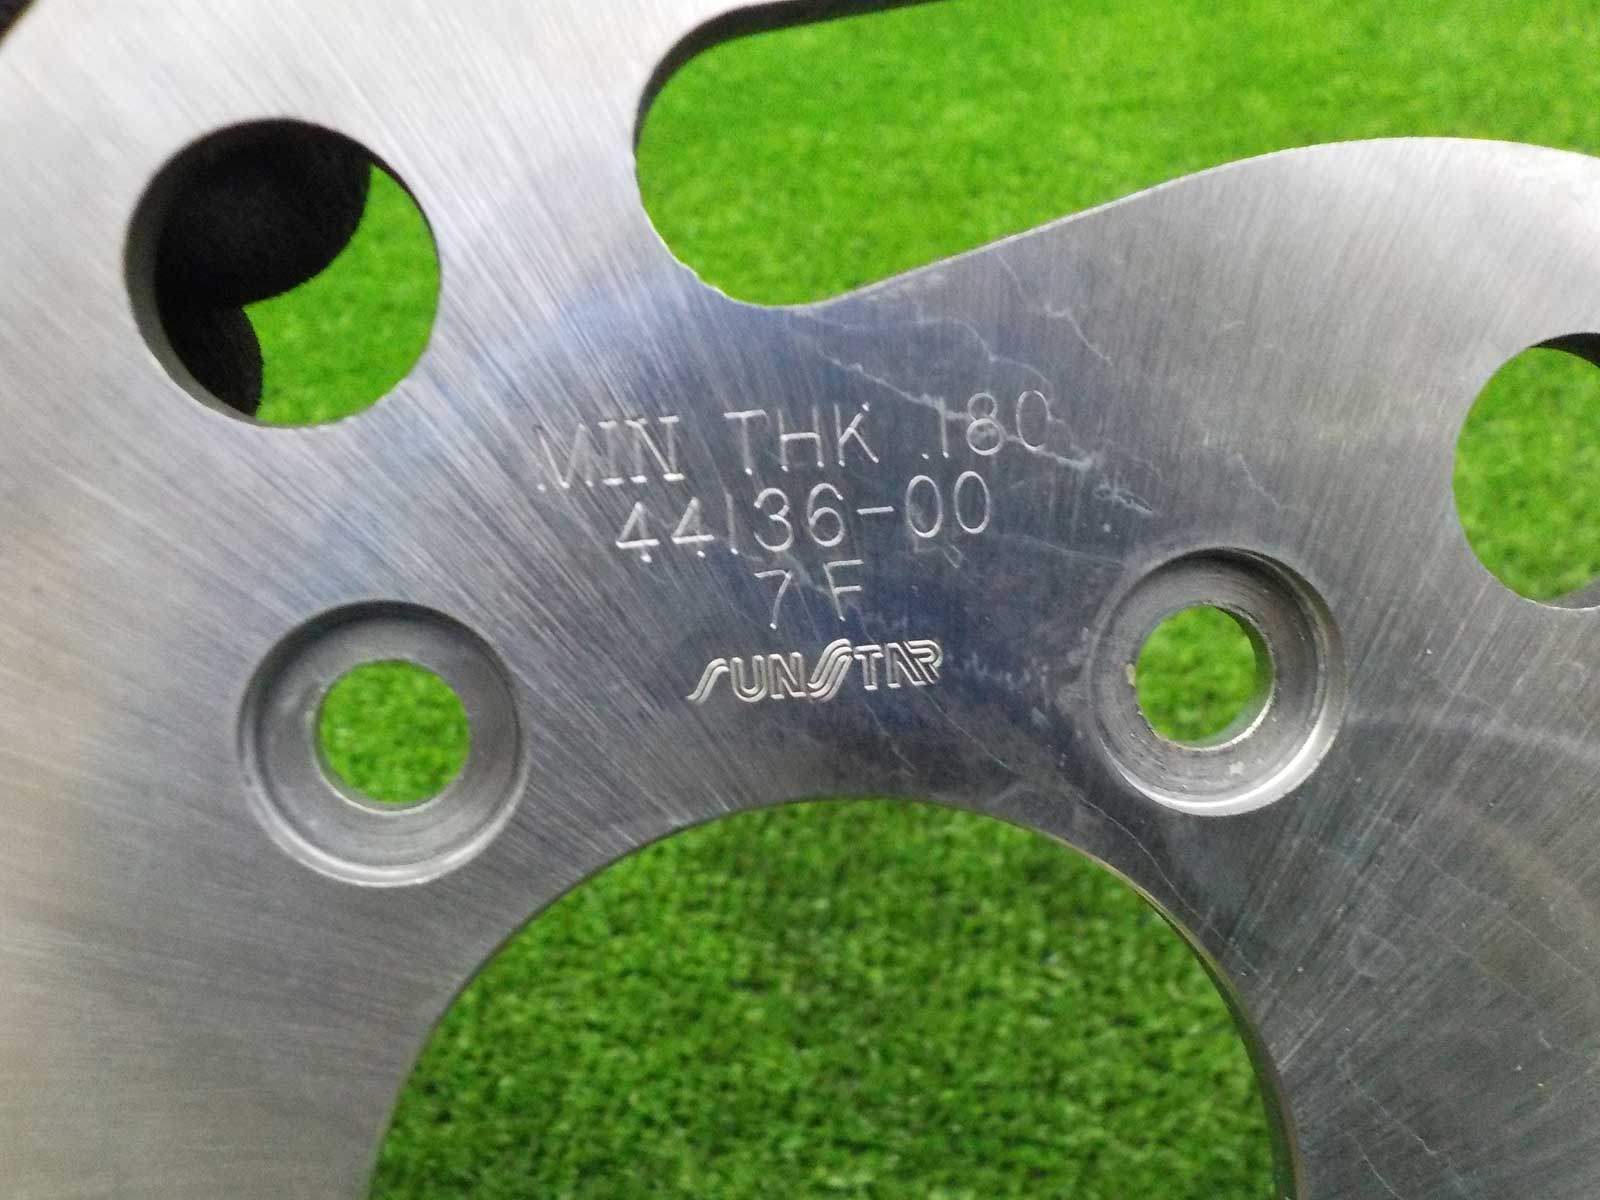 MIN THK .180
44136-00
7 F
SUNSTAR